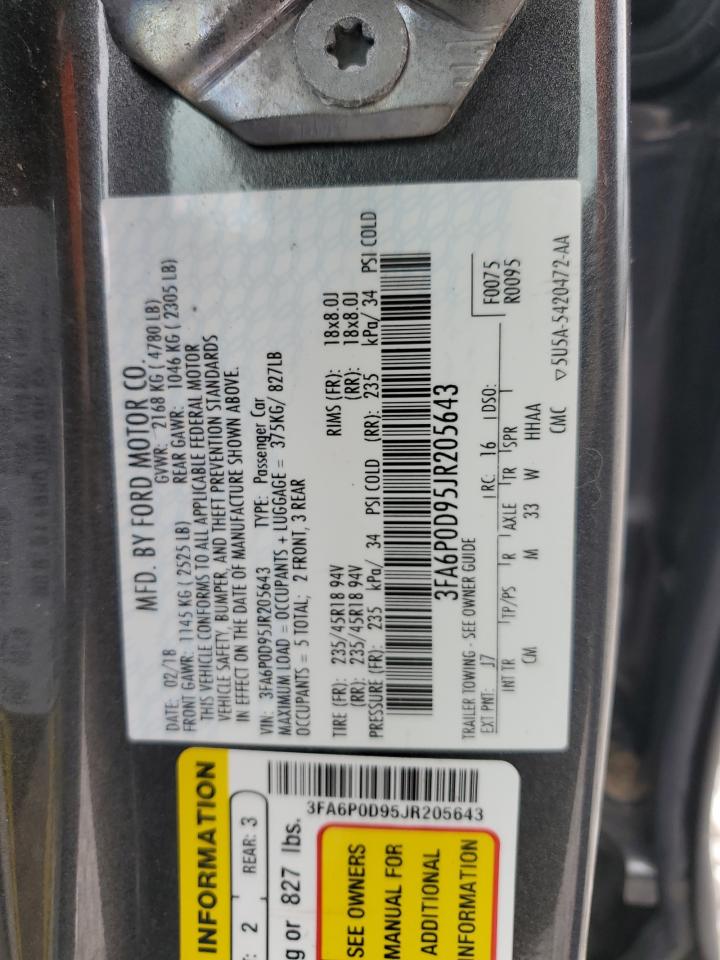 MFD. BY FORD MOTOR CO.
DATE: 02/18 GVWR: 2168 KG ( 4780 LB)
FRONT GAWR: 1145 KG ( 2525 LB) REAR GAWR: 1046 KG ( 2305 LB)
THIS VEHICLE CONFORMS TO ALL APPLICABLE FEDERAL MOTOR
VEHICLE SAFETY, BUMPER, AND THEFT PREVENTION STANDARDS
IN EFFECT ON THE DATE OF MANUFACTURE SHOWN ABOVE.
VIN: 3FA6P0D95JR205643 TYPE: Passenger Car
MAXIMUM LOAD = OCCUPANTS + LUGGAGE = 375KG/ 827LB
OCCUPANTS = 5 TOTAL; 2 FRONT, 3 REAR
TIRE (FR): 235/45R18 94V RIMS (FR): 18x8.0J
(RR): 235/45R18 94V (RR): 18x8.0J
PRESSURE (FR): 235 kPa/ 34 PSI COLD (RR): 235 kPa/ 34 PSI COLD
3FA6P0D95JR205643
TRAILER TOWING - SEE OWNER GUIDE
EXT PNT: J7 RC: 16 DSO: F0075
R0095
INT TR TP/PS R AXLE TR SPR
CM M 33 W HHAA
CMC ▽5U5A-5420472-AA
INFORMATION
2 REAR: 3
g or 827 lbs.
3FA6P0D95JR205643
SEE OWNERS
MANUAL FOR
ADDITIONAL
INFORMATION